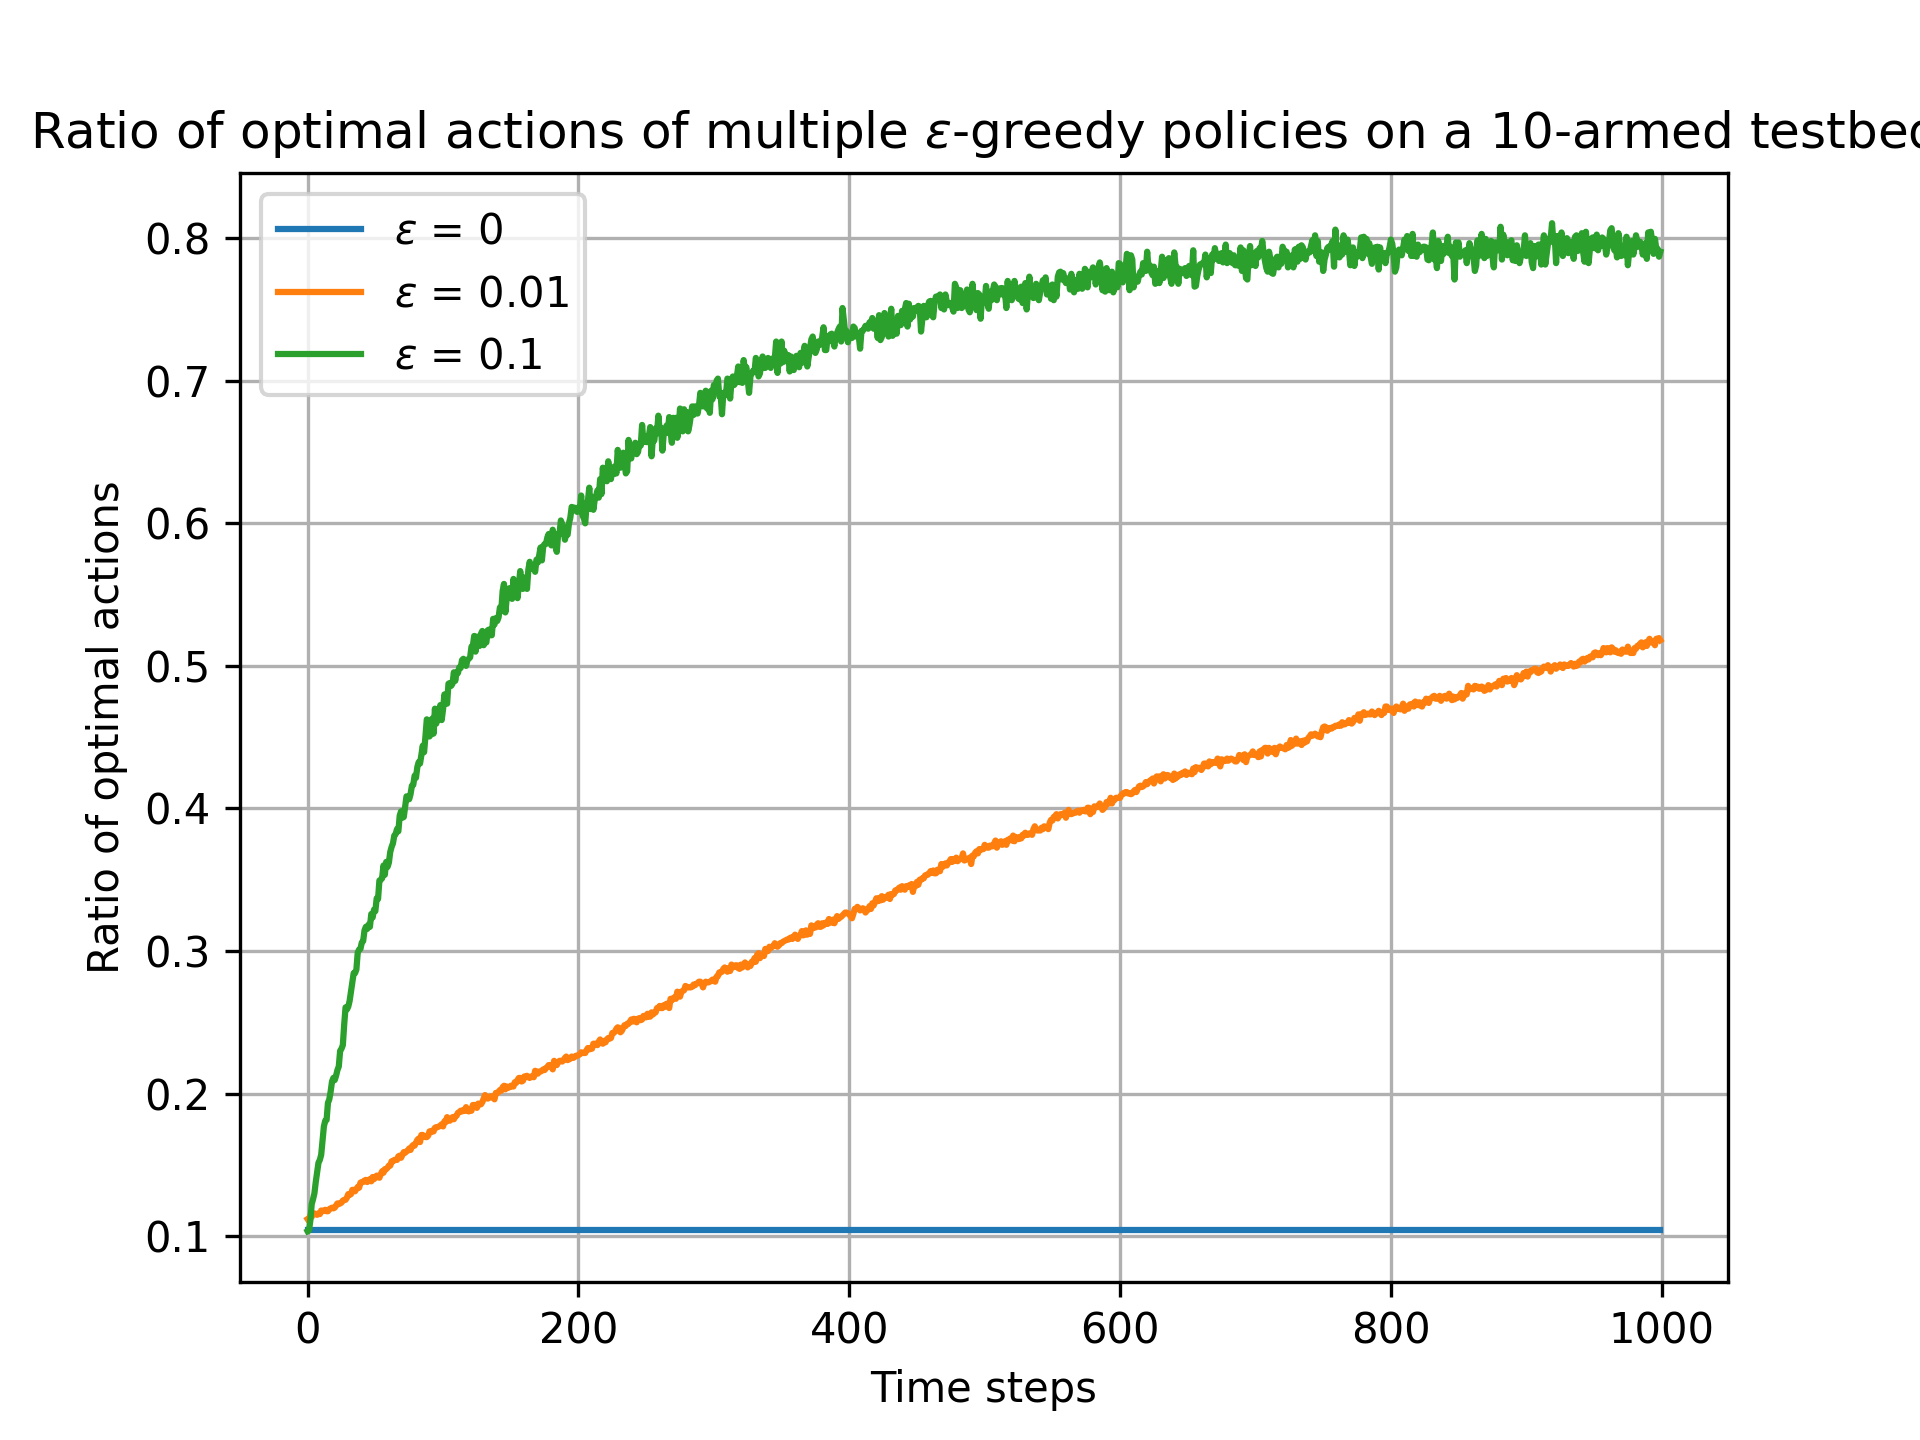 Ratio of optimal actions of multiple ε-greedy policies on a 10-armed
ε = 0
ε = 0.01
ε = 0.1
Ratio of optimal actions
0.8
0.7
0.6
0.5
0.4
0.3
0.2
0.1
0 200 400 600 800 1000
Time steps